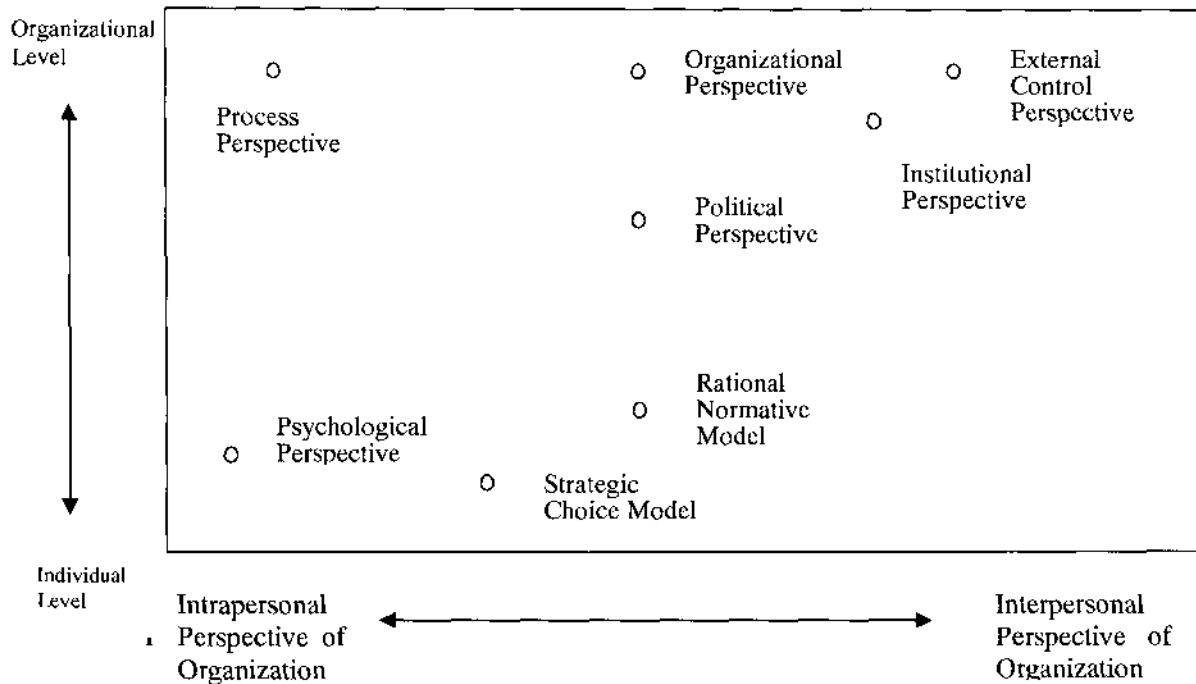 Organizational
Level
Process
Perspective
Organizational
Perspective
External
Control
Perspective
Institutional
Perspective
Political
Perspective
Rational
Normative
Model
Psychological
Perspective
Strategic
Choice Model
Individual
Level
Intrapersonal
Perspective of
Organization
Interpersonal
Perspective of
Organization